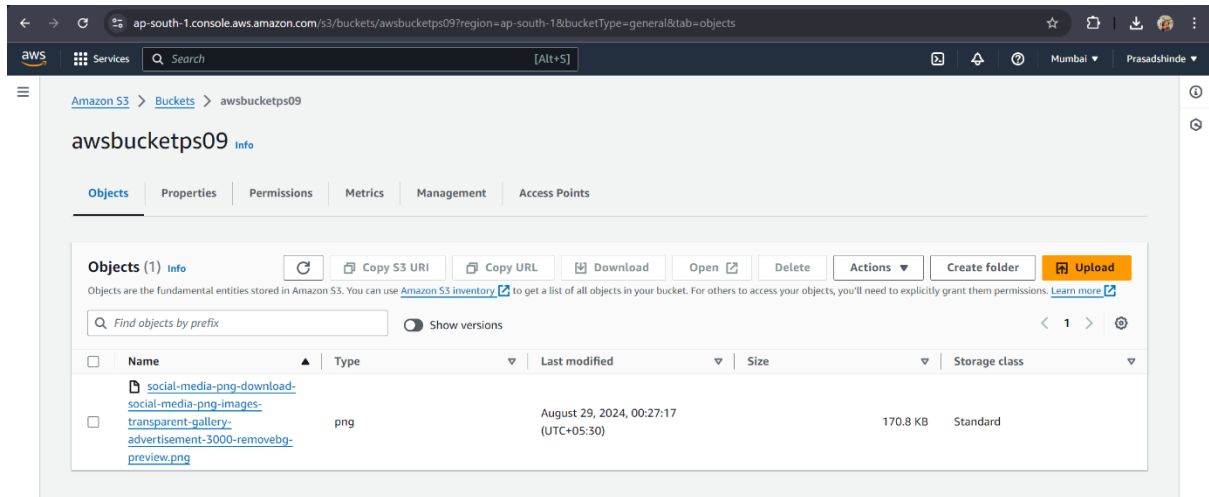 ap-south-1.console.aws.amazon.com/s3/buckets/awsbucketps09?region=ap-south-1&bucketType=general&tab=objects
aws Services Search [Alt+S] Mumbai ▼ Prasadshinde ▼
Amazon S3 > Buckets > awsbucketps09
awsbucketps09 Info
Objects Properties Permissions Metrics Management Access Points
Objects (1) Info Copy S3 URI Copy URL Download Open Delete Actions ▼ Create folder Upload
Objects are the fundamental entities stored in Amazon S3. You can use Amazon S3 inventory to get a list of all objects in your bucket. For others to access your objects, you'll need to explicitly grant them permissions. Learn more
Find objects by prefix Show versions < 1 >
Name ▲ Type Last modified Size Storage class
social-media-png-download-
social-media-png-images-
transparent-gallery-
advertisement-3000-removebg-
preview.png
png
August 29, 2024, 00:27:17
(UTC+05:30)
170.8 KB
Standard